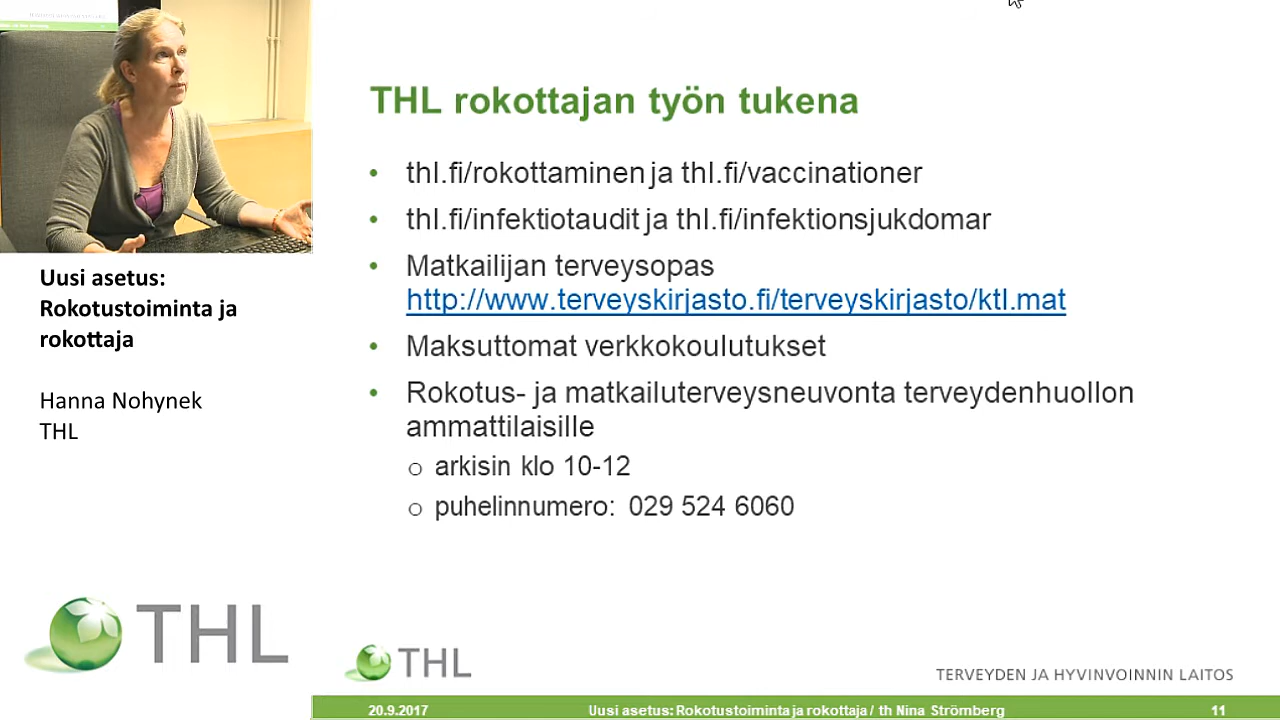 Uusi asetus:
Rokotustoiminta ja
rokottaja
Hanna Nohynek
THL
THL
THL rokottajan työn tukena
• thl.fi/rokottaminen ja thl.fi/vaccinationer
• thl.fi/infektiotaudit ja thl.fi/infektionsjukdomar
• Matkailijan terveysopas
http://www.terveyskirjasto.fi/terveyskirjasto/ktl.mat
• Maksuttomat verkkokoulutukset
• Rokotus- ja matkailuterveysneuvonta terveydenhuollon
ammattilaisille
o arkisin klo 10-12
o puhelinnumero: 029 524 6060
THL
TERVEYDEN JA HYVINVOINNIN LAITOS
20.9.2017 Uusi asetus: Rokotustoiminta ja rokottaja / th Nina Strömberg 11